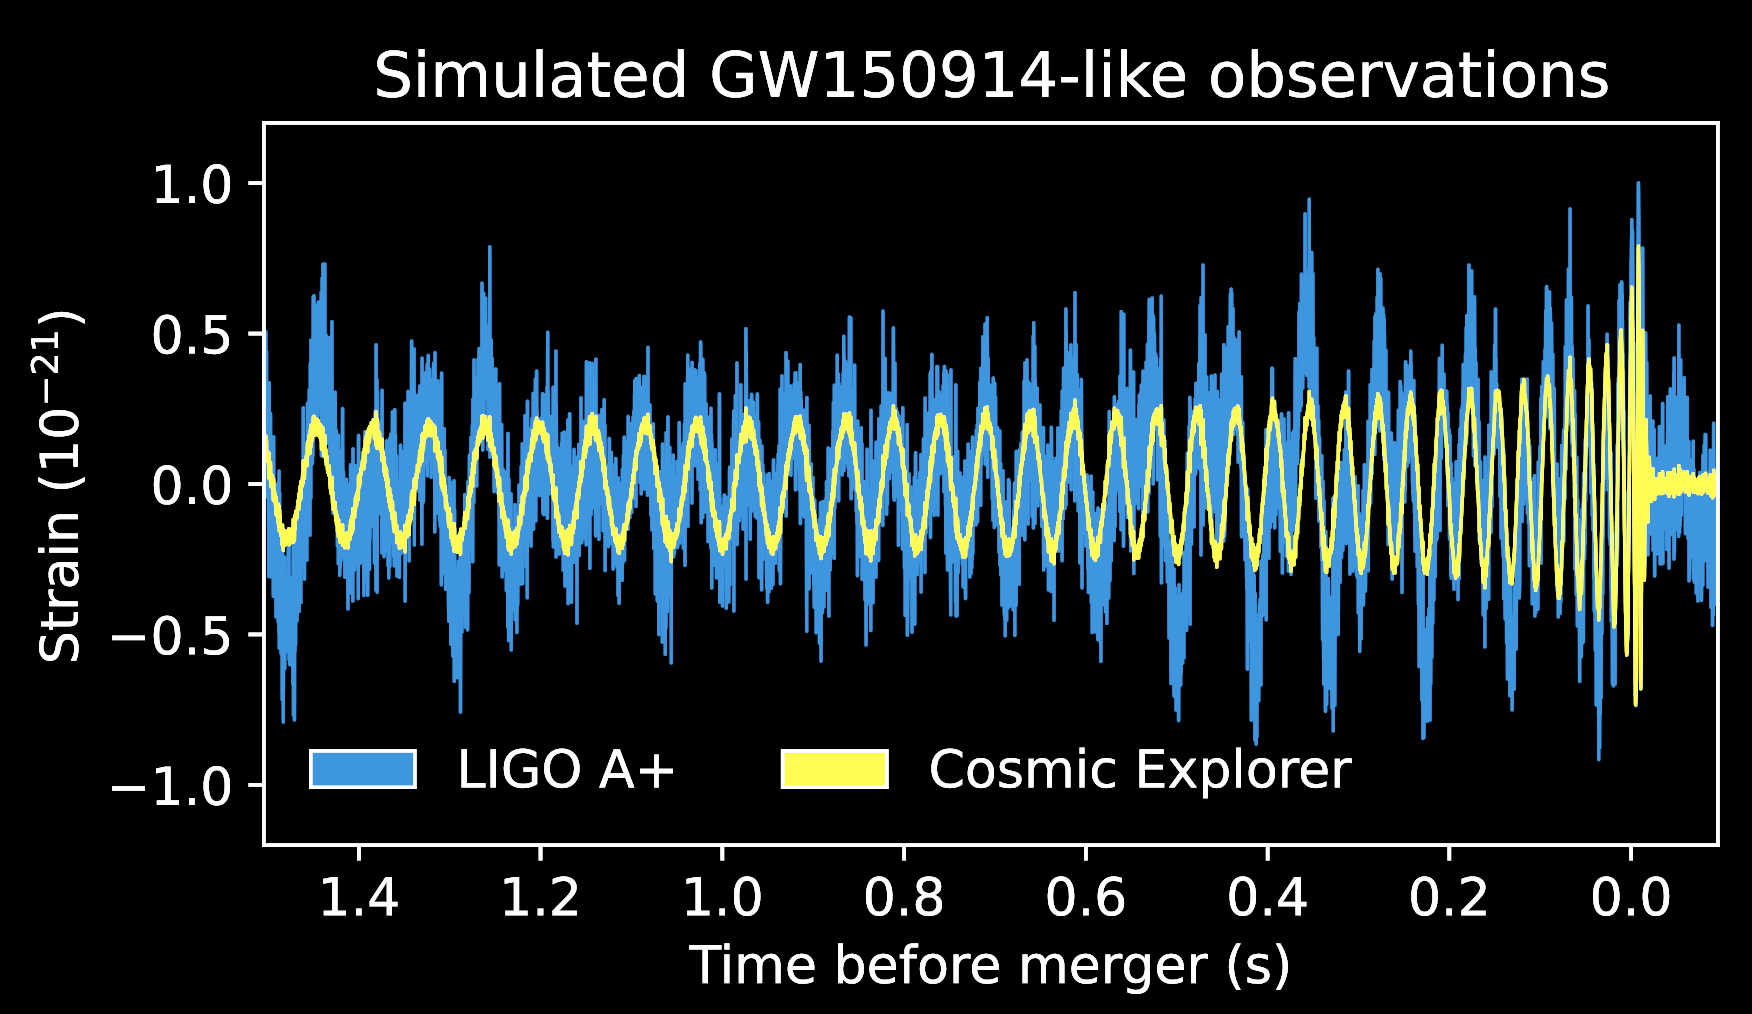 Simulated GW150914-like observations
1.0
0.5
0.0
−0.5
−1.0
Strain (10⁻²¹)
LIGO A+ Cosmic Explorer
1.4 1.2 1.0 0.8 0.6 0.4 0.2 0.0
Time before merger (s)